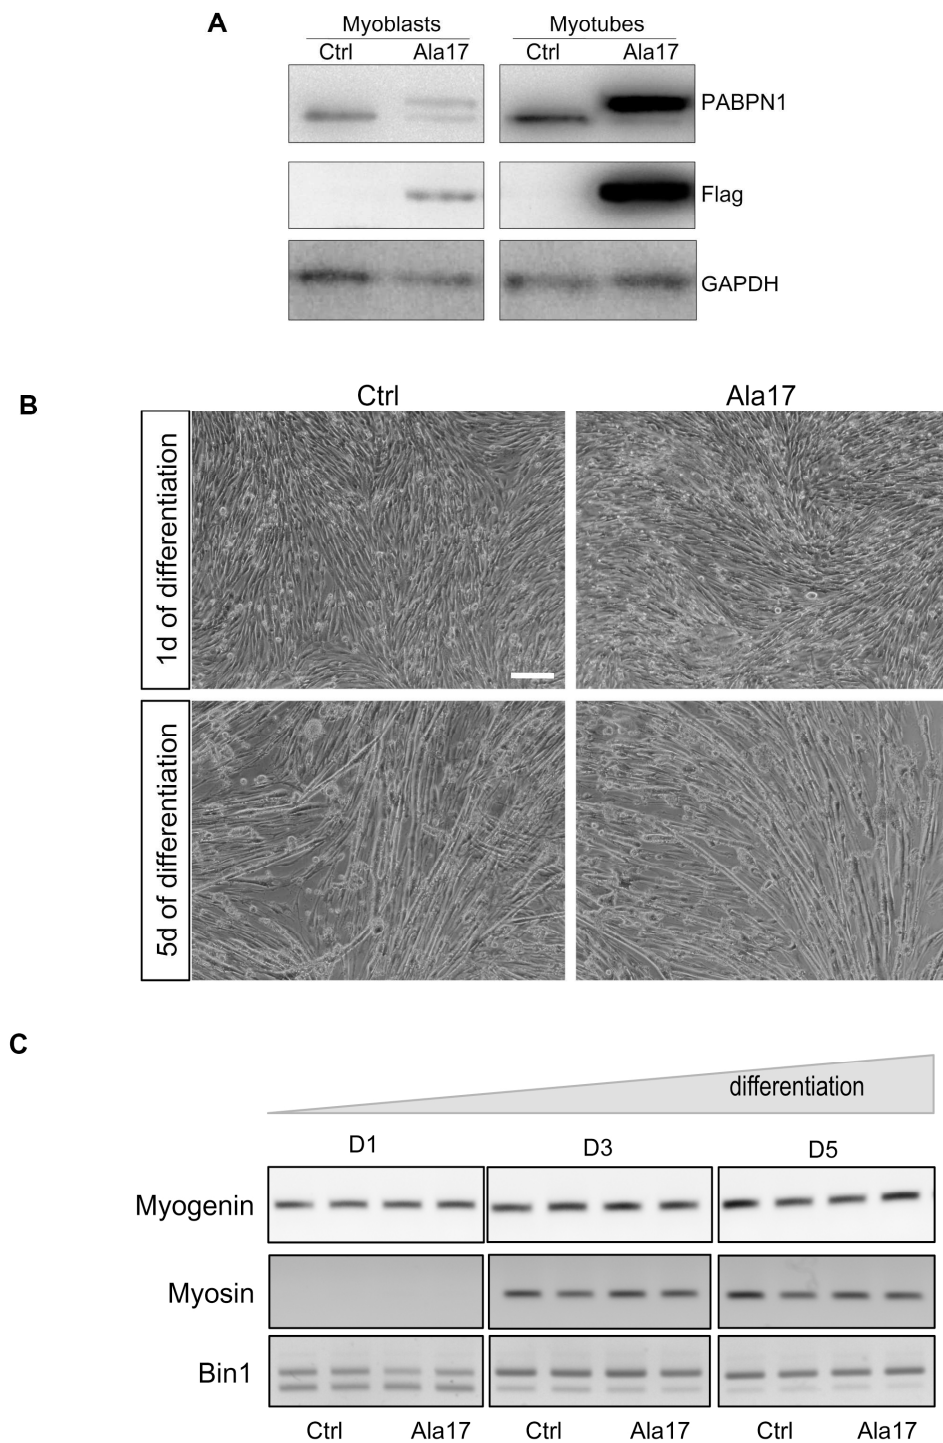 A
Myoblasts Myotubes
Ctrl Ala17 Ctrl Ala17
PABPN1
Flag
GAPDH
B
Ctrl Ala17
1d of differentiation
5d of differentiation
C
differentiation
D1 D3 D5
Myogenin
Myosin
Bin1
Ctrl Ala17 Ctrl Ala17 Ctrl Ala17